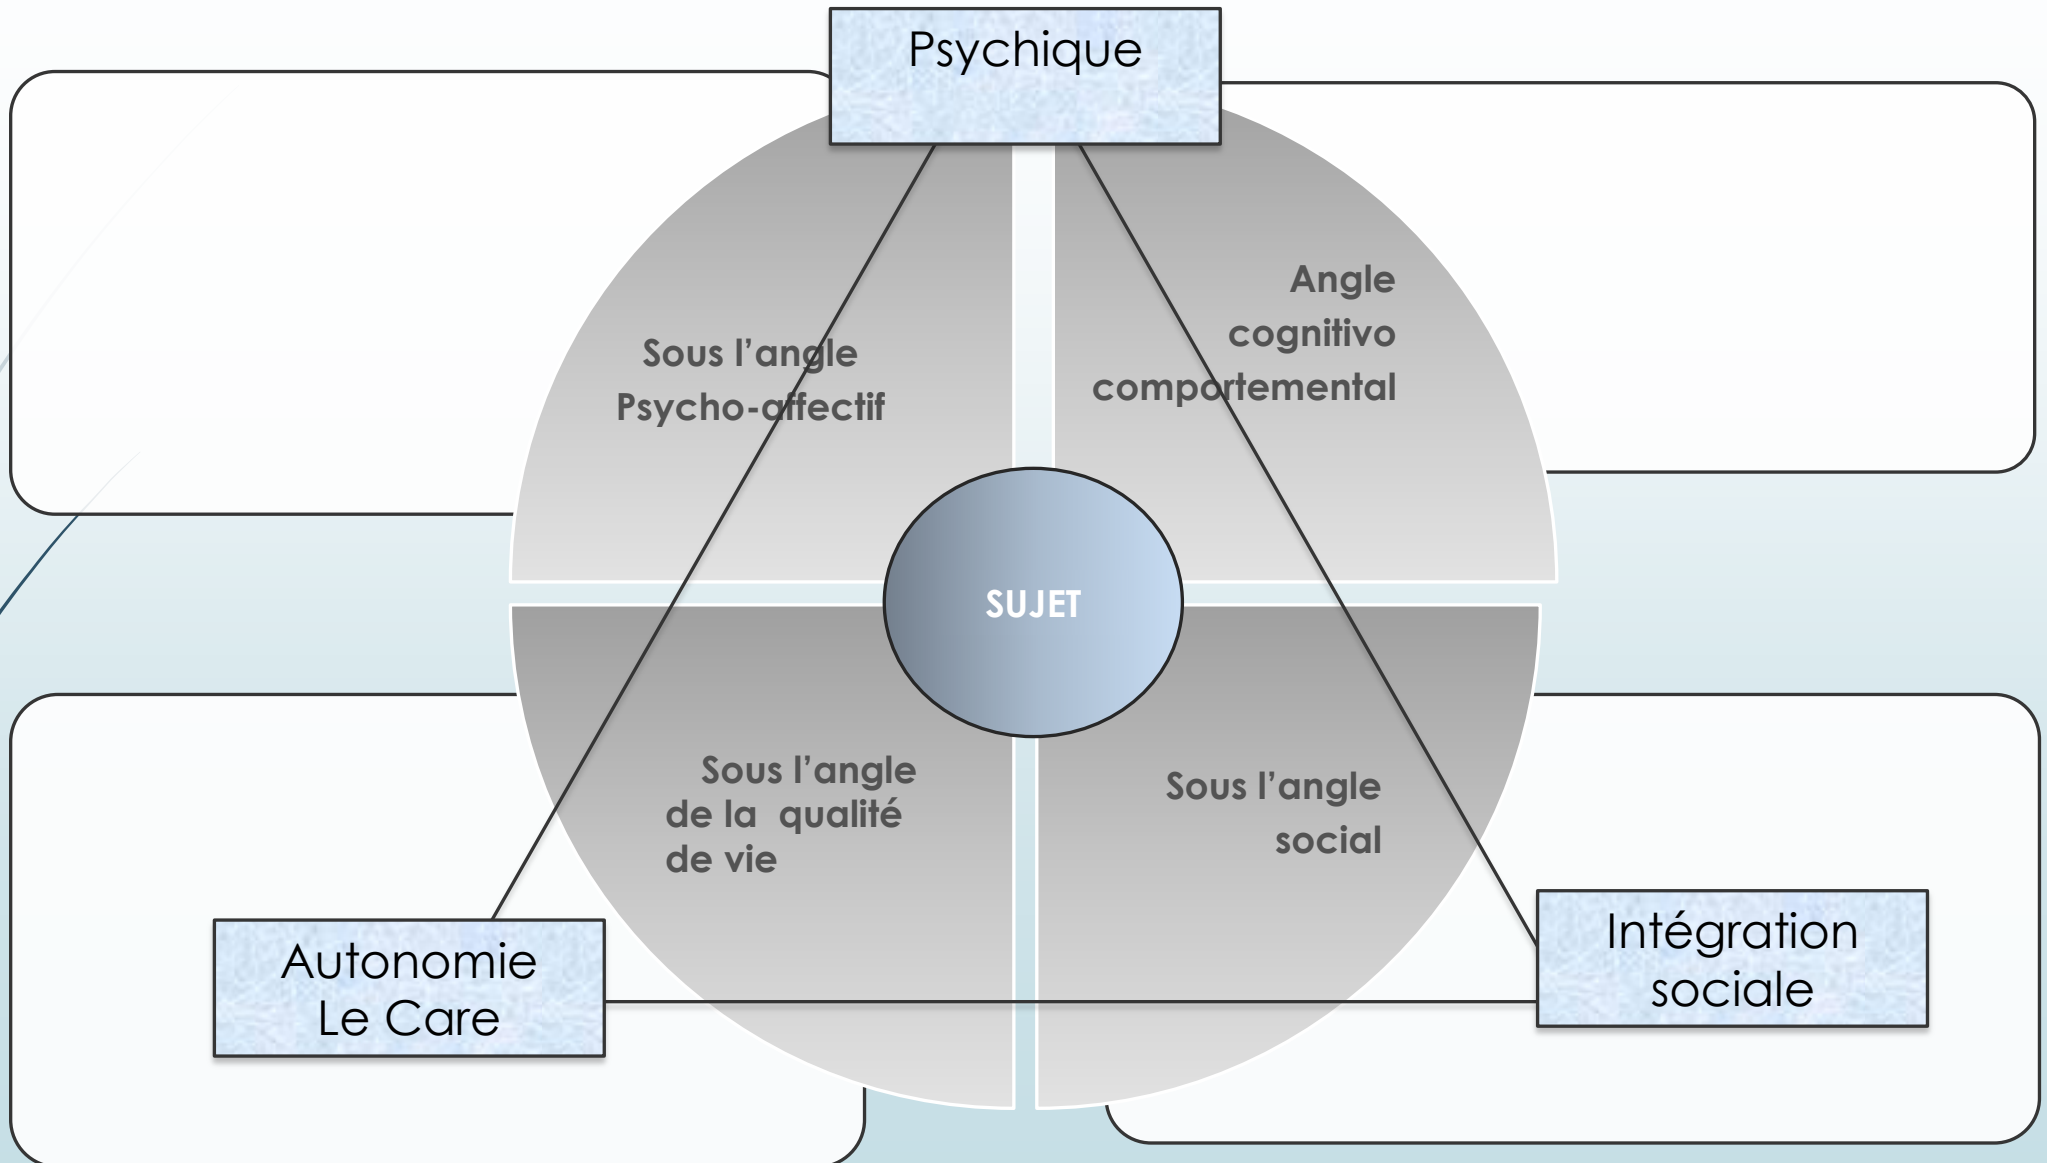 Psychique
Sous l’angle
Psycho-affectif
Angle
cognitivo
comportemental
SUJET
Sous l’angle
de la  qualité
de vie
Sous l’angle
social
Autonomie
Le Care
Intégration
sociale